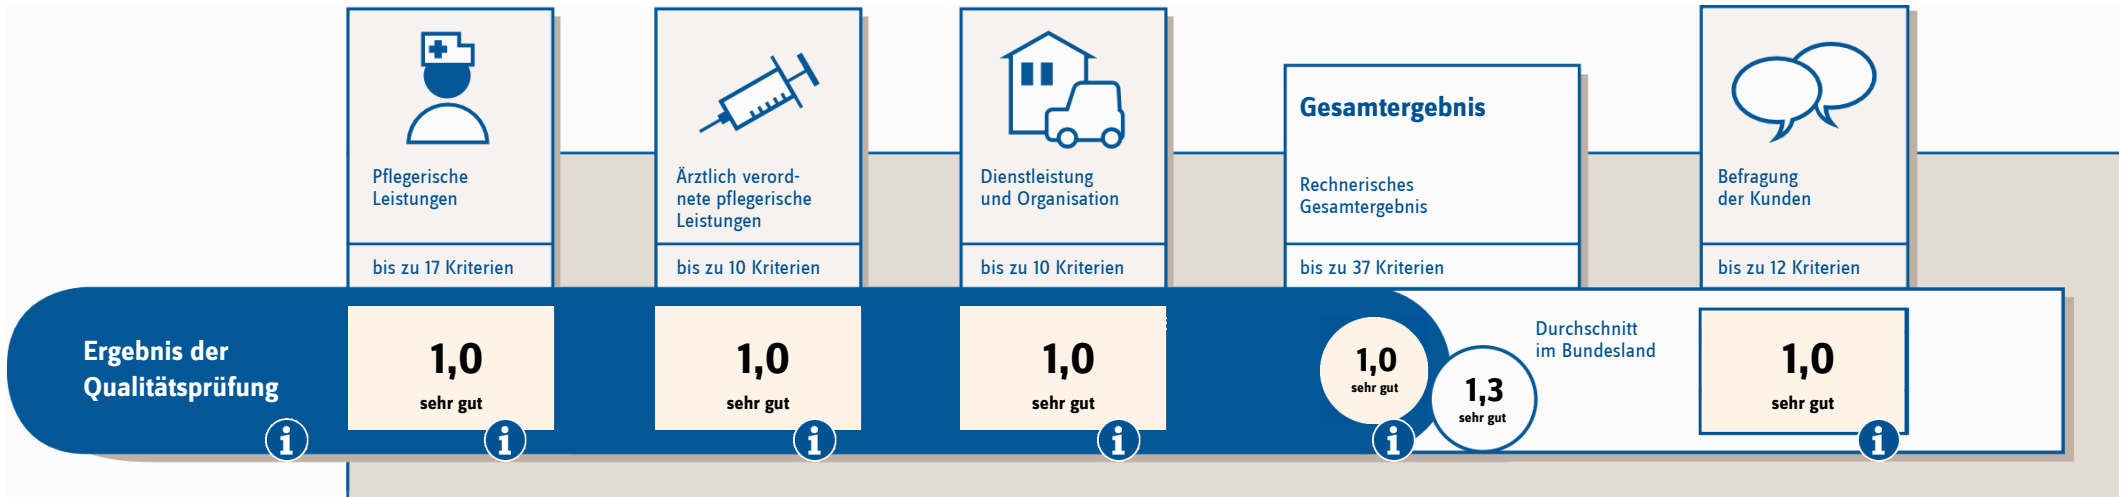 Pflegerische
Leistungen
bis zu 17 Kriterien
Ärztlich verord-
nete pflegerische
Leistungen
bis zu 10 Kriterien
Dienstleistung
und Organisation
bis zu 10 Kriterien
Gesamtergebnis
Rechnerisches
Gesamtergebnis
bis zu 37 Kriterien
Befragung
der Kunden
bis zu 12 Kriterien
Ergebnis der
Qualitätsprüfung
i
1,0
sehr gut
i
1,0
sehr gut
i
1,0
sehr gut
i
1,0
sehr gut
i
1,3
sehr gut
Durchschnitt
im Bundesland
1,0
sehr gut
i